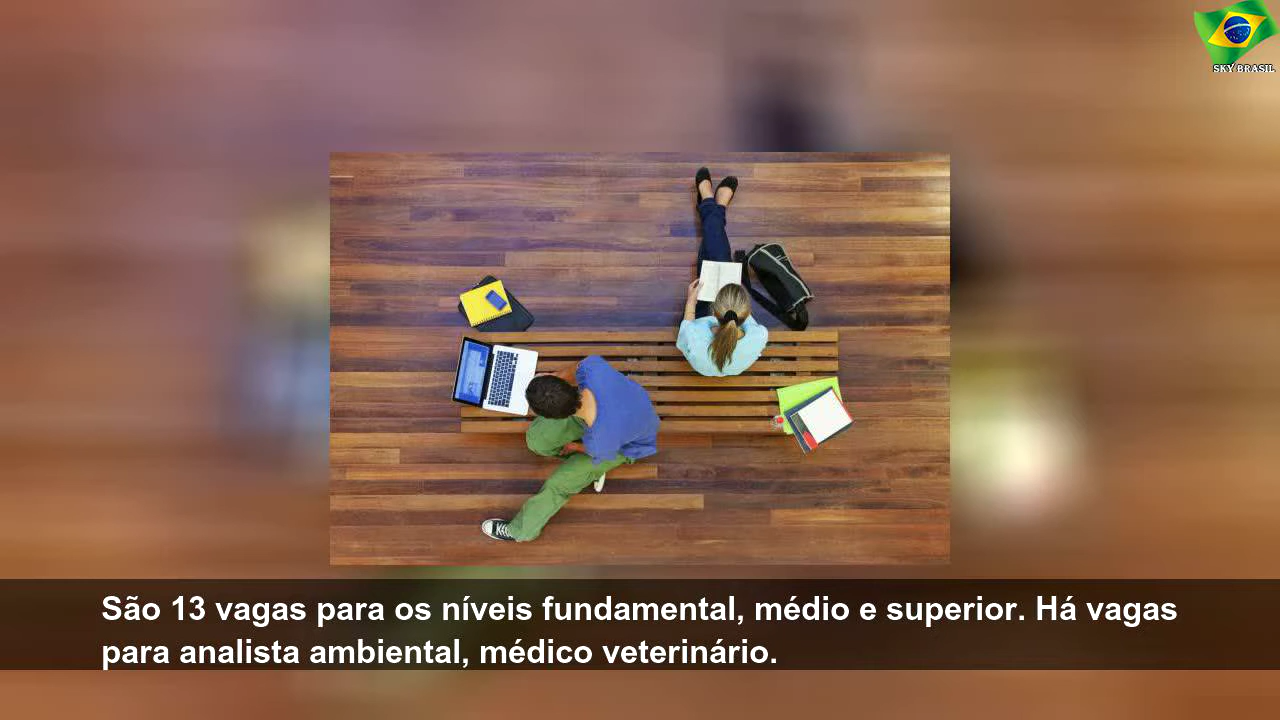 SKY BRASIL
São 13 vagas para os níveis fundamental, médio e superior. Há vagas
para analista ambiental, médico veterinário.